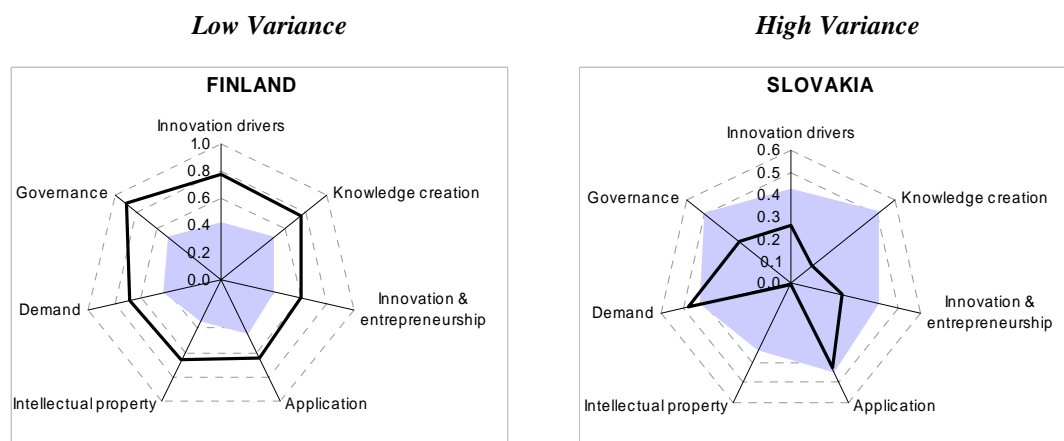 Low Variance
High Variance
FINLAND
Innovation drivers
1.0
0.8
0.6
0.4
0.2
0.0
Governance
Knowledge creation
Demand
Innovation &
entrepreneurship
Intellectual property
Application
SLOVAKIA
Innovation drivers
0.6
0.5
0.4
0.3
0.2
0.1
0.0
Governance
Knowledge creation
Demand
Innovation &
entrepreneurship
Intellectual property
Application